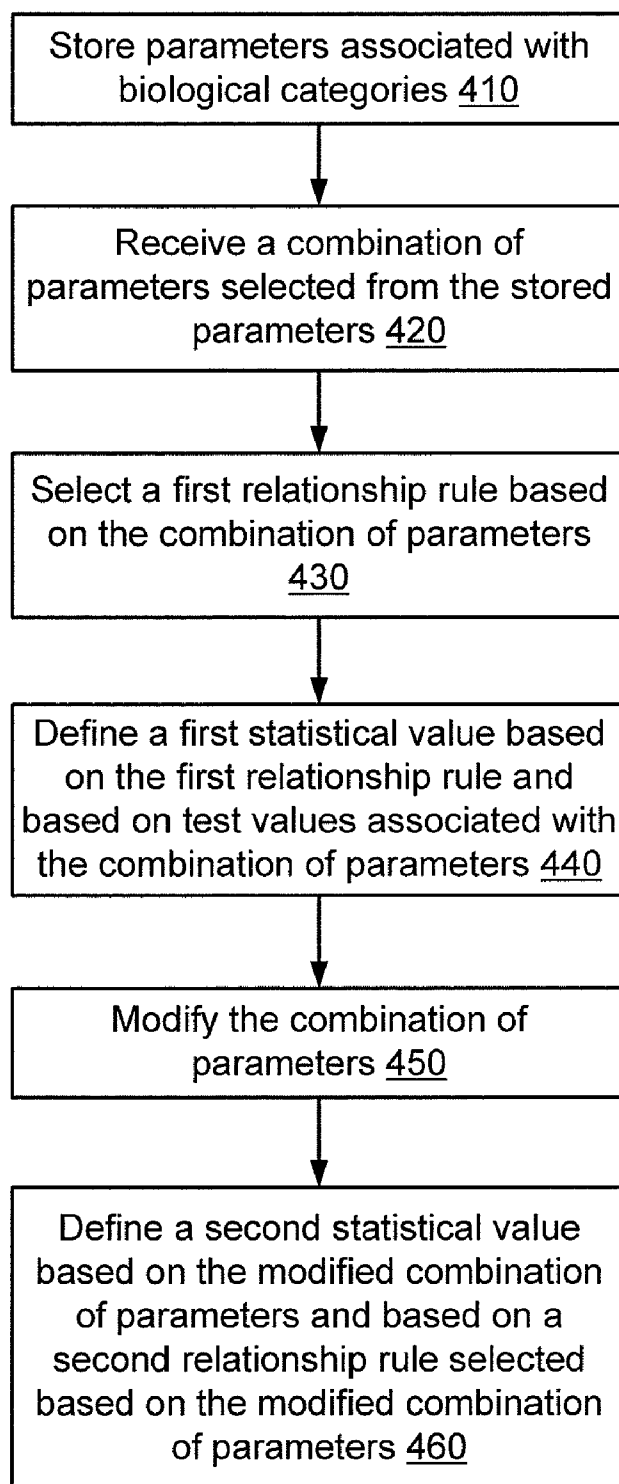 Store parameters associated with
biological categories 410
Receive a combination of
parameters selected from the stored
parameters 420
Select a first relationship rule based
on the combination of parameters
430
Define a first statistical value based
on the first relationship rule and
based on test values associated with
the combination of parameters 440
Modify the combination of
parameters 450
Define a second statistical value
based on the modified combination
of parameters and based on a
second relationship rule selected
based on the modified combination
of parameters 460